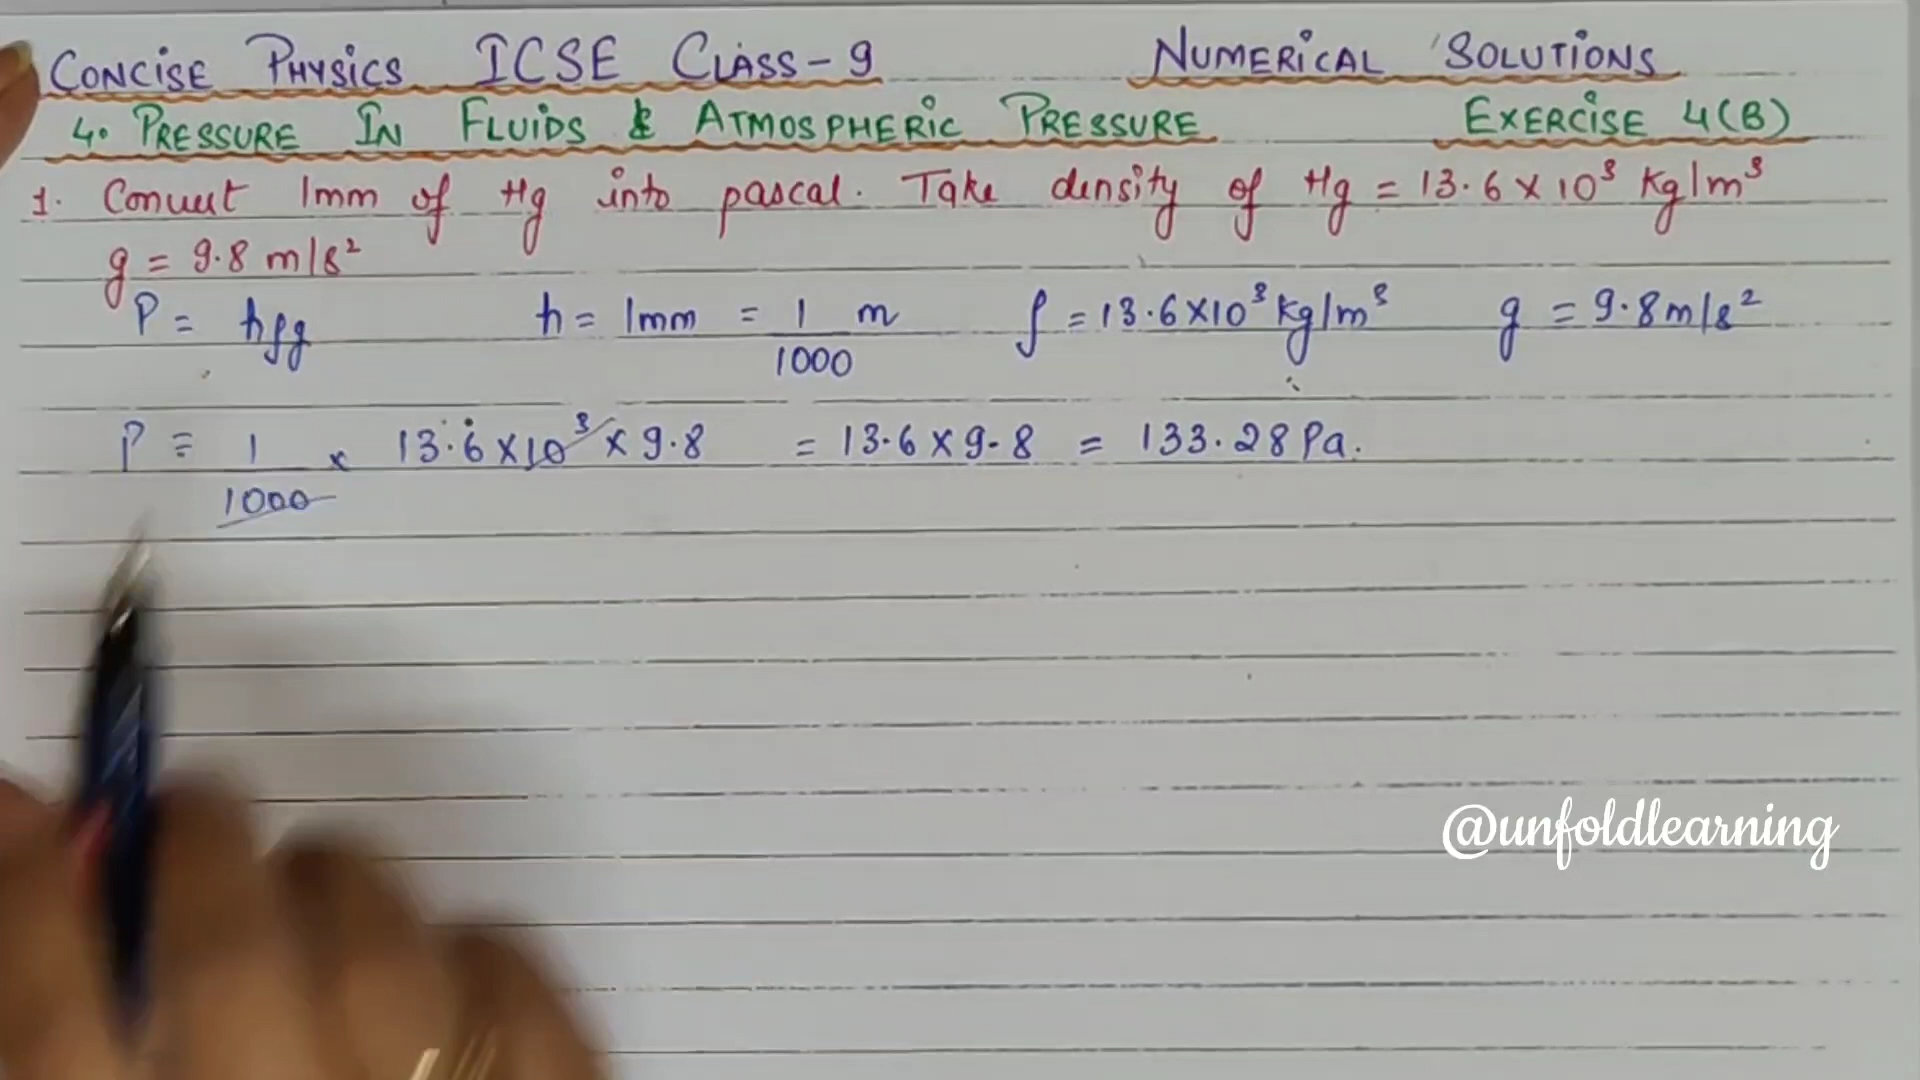 CONCISE PHYSICS ICSE CLASS-9 NUMERICAL SOLUTIONS
4. PRESSURE IN FLUIDS & ATMOSPHERIC PRESSURE EXERCISE 4(B)
1. Convert 1mm of Hg into pascal. Take density of Hg = 13.6 × 10³ Kg/m³
g = 9.8 m/s²
P = hρg h = 1mm = 1/1000 m ρ = 13.6×10³ Kg/m³ g = 9.8m/s²
P = 1/1000 × 13.6×10³ × 9.8 = 13.6 × 9.8 = 133.28 Pa.
@unfoldlearning